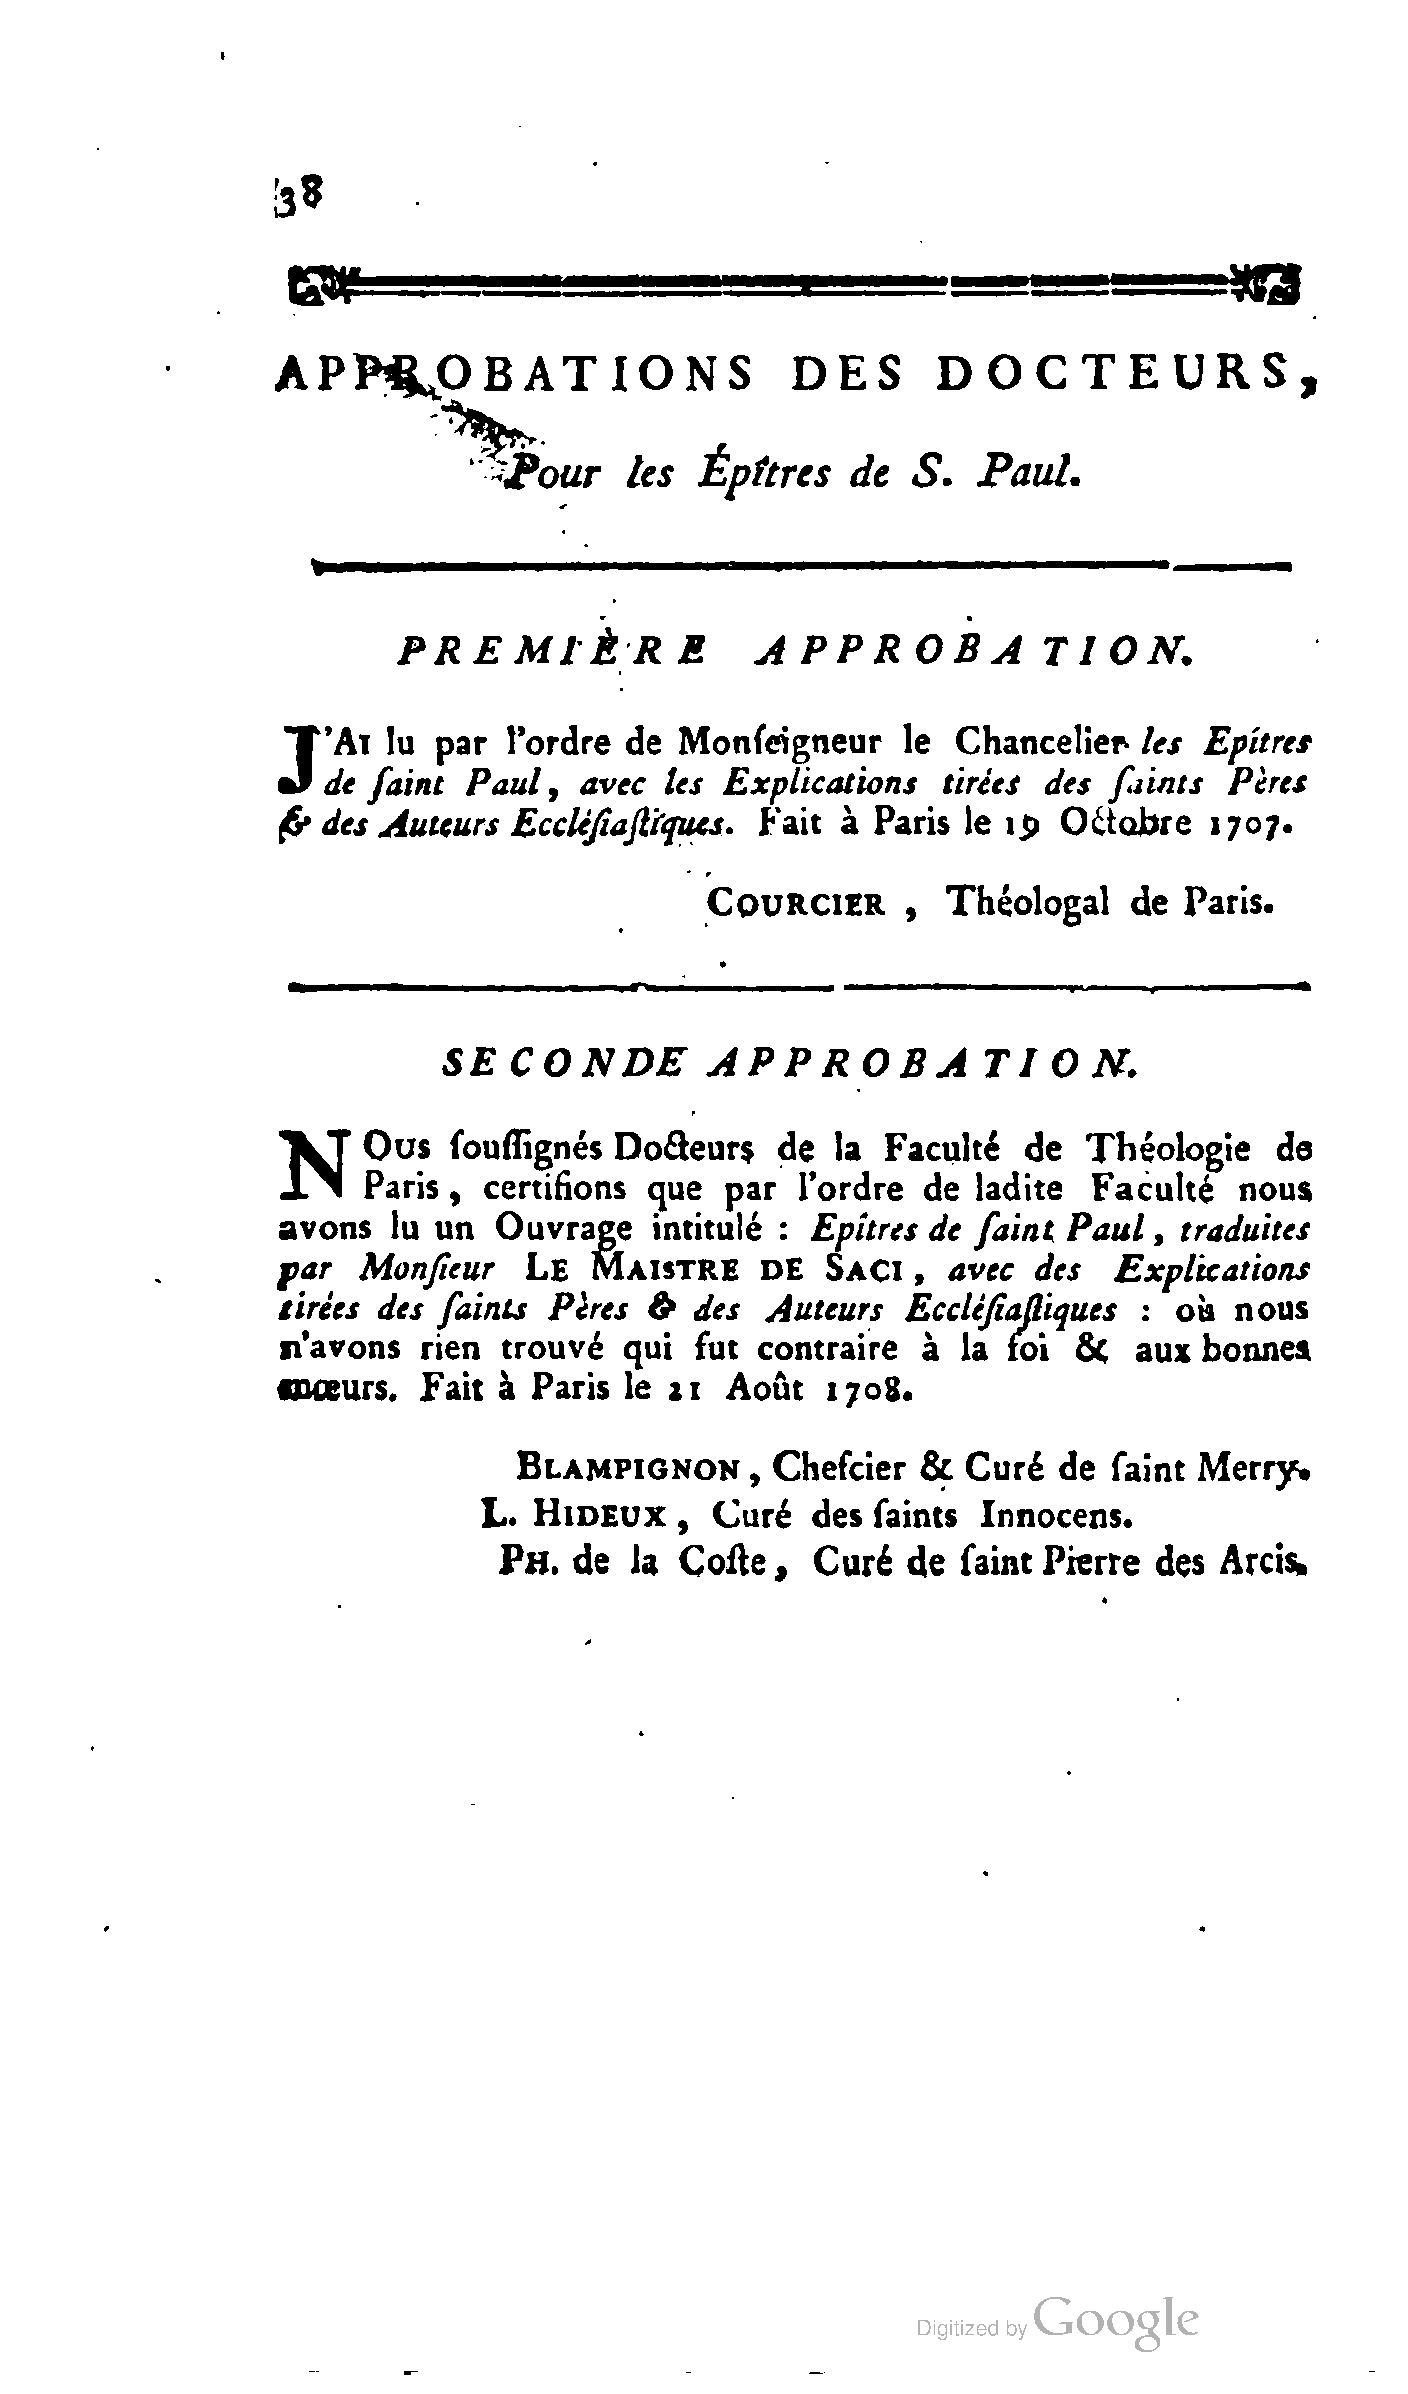 38
APPROBATIONS DES DOCTEURS,
Pour les Épîtres de S. Paul.
PREMIÈRE APPROBATION.
J'AI lu par l'ordre de Monſeigneur le Chancelier les Epîtres
de ſaint Paul, avec les Explications tirées des ſaints Pères
& des Auteurs Eccléſiaſtiques. Fait à Paris le 19 Octobre 1707.
COURCIER, Théologal de Paris.
SECONDE APPROBATION.
NOUS ſouſſignés Docteurs de la Faculté de Théologie de
Paris, certifions que par l'ordre de ladite Faculté nous
avons lu un Ouvrage intitulé : Epîtres de ſaint Paul, traduites
par Monſieur LE MAISTRE DE SACI, avec des Explications
tirées des ſaints Pères & des Auteurs Eccléſiaſtiques : où nous
n'avons rien trouvé qui fut contraire à la foi & aux bonnes
mœurs. Fait à Paris le 21 Août 1708.
BLAMPIGNON, Chefcier & Curé de ſaint Merry.
L. HIDEUX, Curé des ſaints Innocens.
PH. de la Coſte, Curé de ſaint Pierre des Arcis.
Digitized by Google